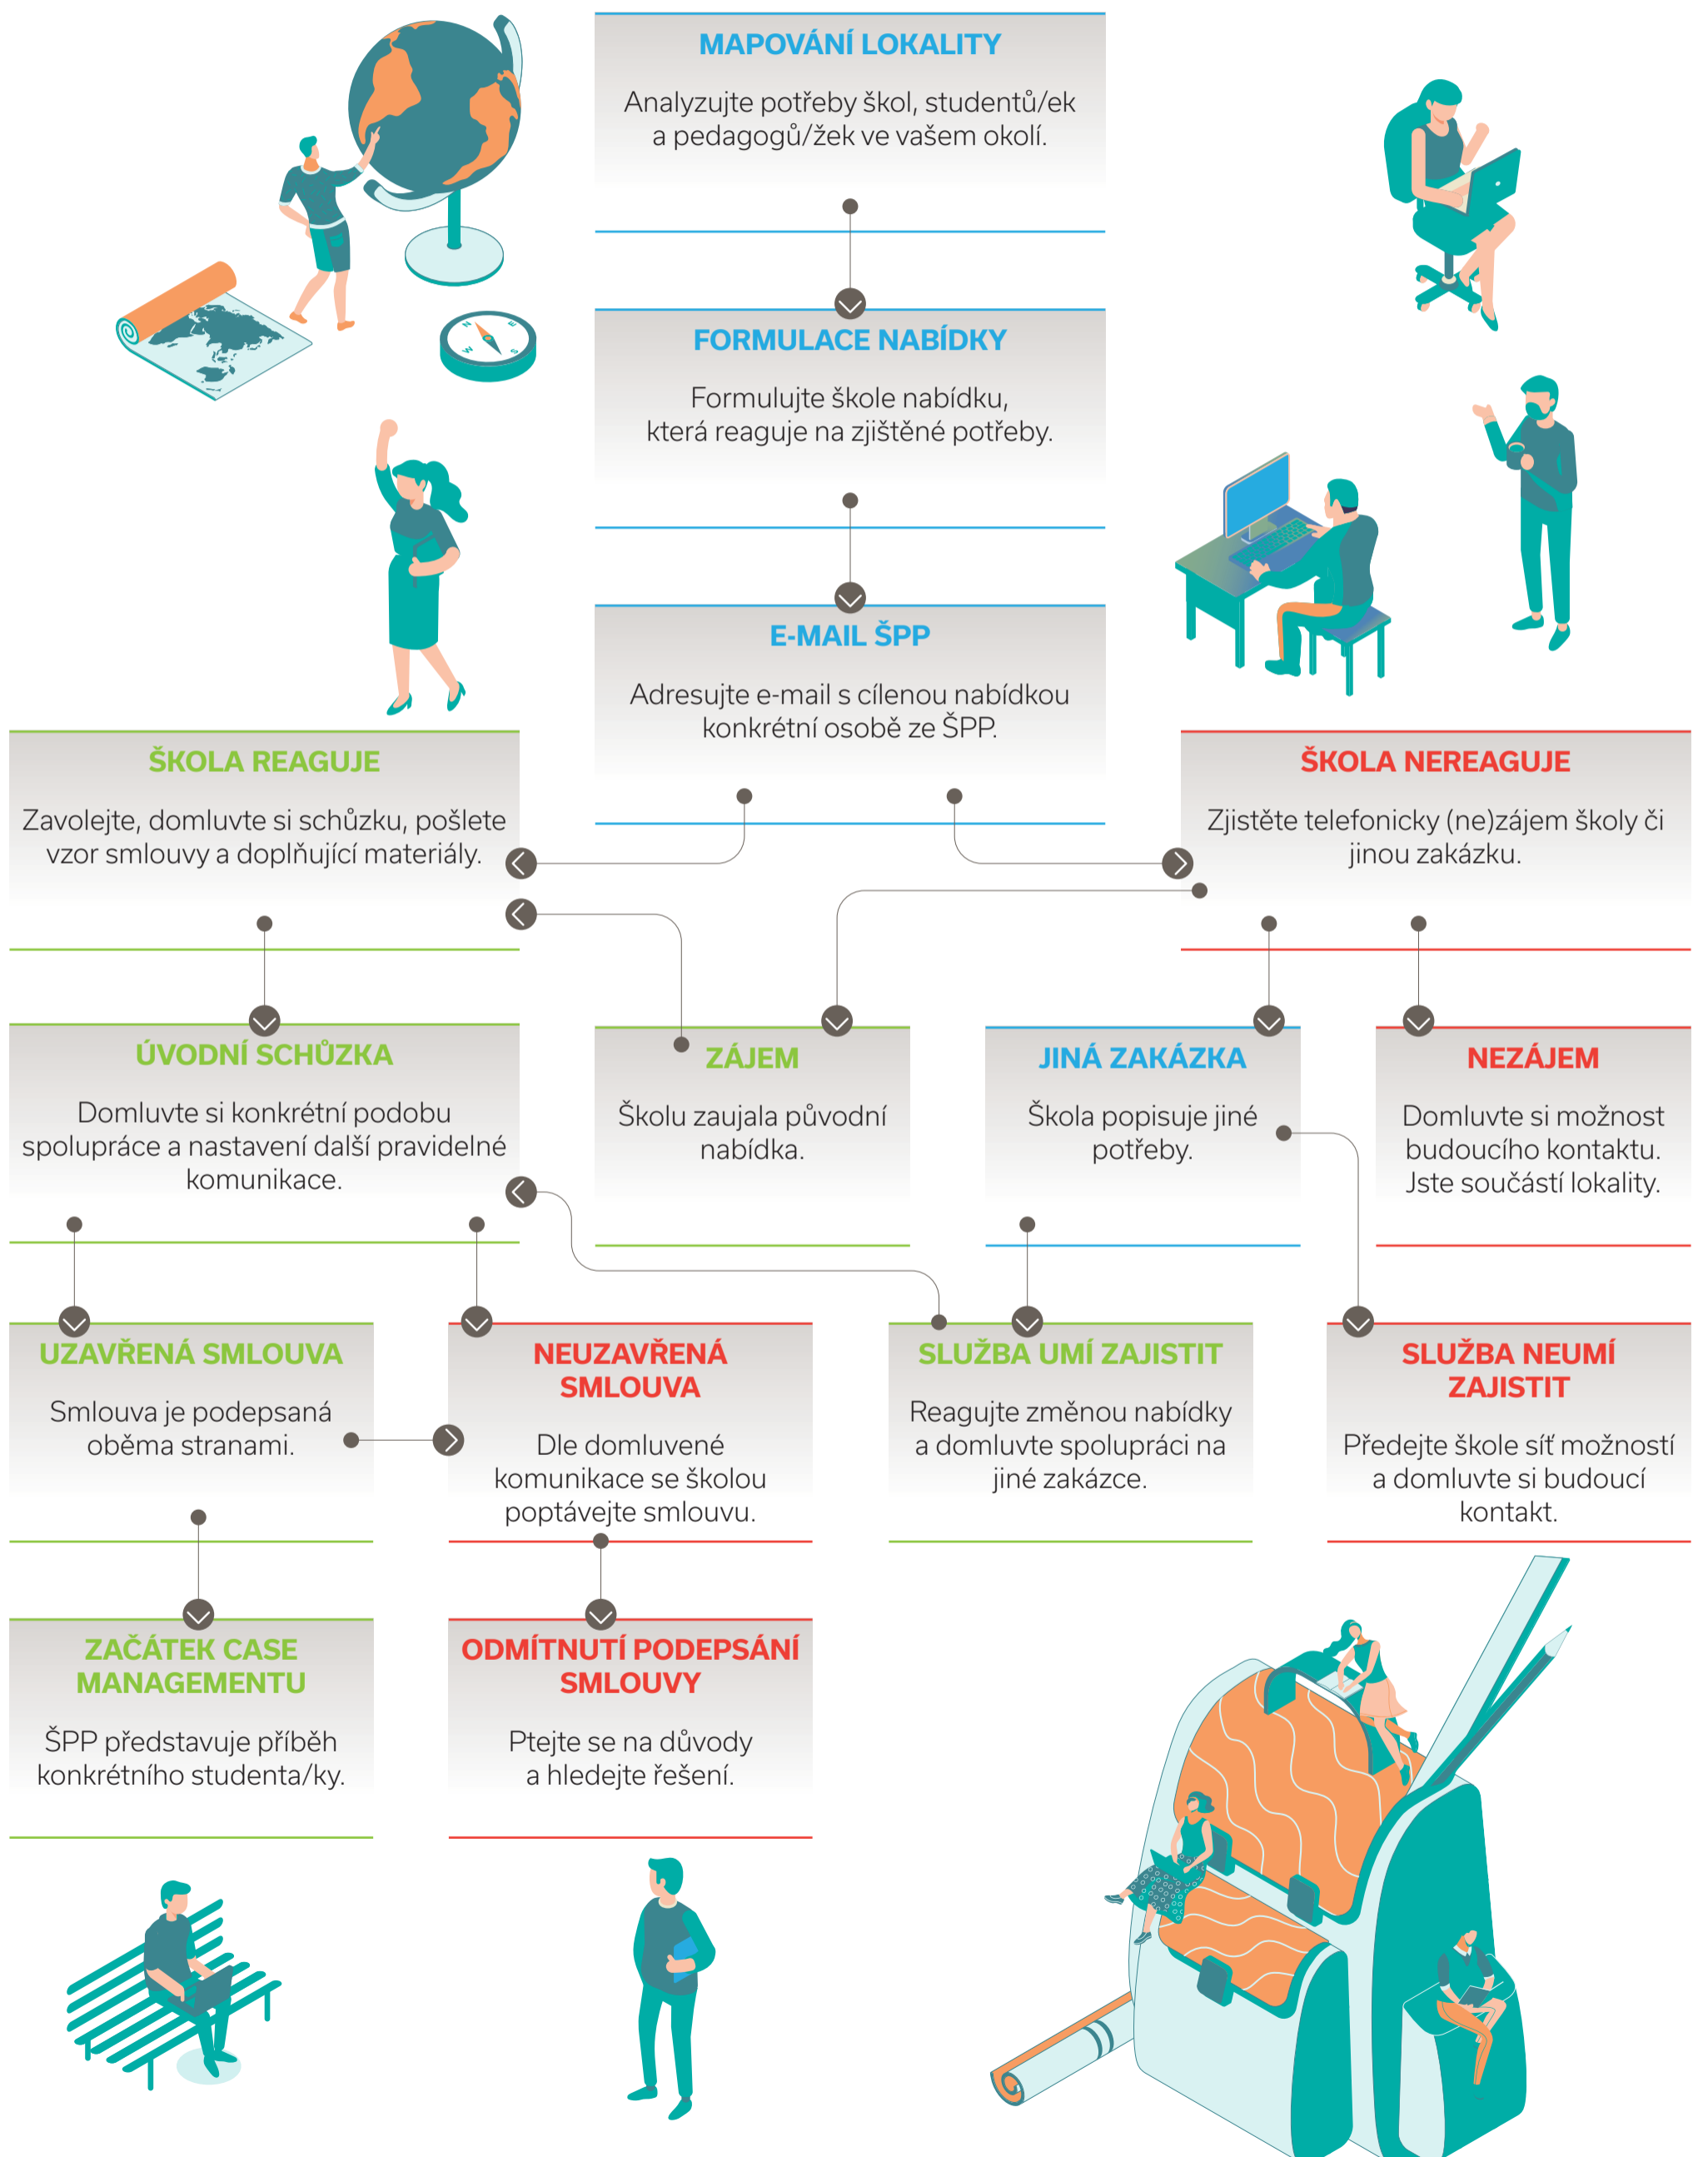 MAPOVÁNÍ LOKALITY
Analyzujte potřeby škol, studentů/ek
a pedagogů/žek ve vašem okolí.
FORMULACE NABÍDKY
Formulujte škole nabídku,
která reaguje na zjištěné potřeby.
E-MAIL ŠPP
Adresujte e-mail s cílenou nabídkou
konkrétní osobě ze ŠPP.
ŠKOLA REAGUJE
Zavolejte, domluvte si schůzku, pošlete
vzor smlouvy a doplňující materiály.
ŠKOLA NEREAGUJE
Zjistěte telefonicky (ne)zájem školy či
jinou zakázku.
ÚVODNÍ SCHŮZKA
Domluvte si konkrétní podobu
spolupráce a nastavení další pravidelné
komunikace.
ZÁJEM
Školu zaujala původní
nabídka.
JINÁ ZAKÁZKA
Škola popisuje jiné
potřeby.
NEZÁJEM
Domluvte si možnost
budoucího kontaktu.
Jste součástí lokality.
UZAVŘENÁ SMLOUVA
Smlouva je podepsaná
oběma stranami.
NEUZAVŘENÁ
SMLOUVA
Dle domluvené
komunikace se školou
poptávejte smlouvu.
SLUŽBA UMÍ ZAJISTIT
Reagujte změnou nabídky
a domluvte spolupráci na
jiné zakázce.
SLUŽBA NEUMÍ
ZAJISTIT
Předejte škole síť možností
a domluvte si budoucí
kontakt.
ZAČÁTEK CASE
MANAGEMENTU
ŠPP představuje příběh
konkrétního studenta/ky.
ODMÍTNUTÍ PODEPSÁNÍ
SMLOUVY
Ptejte se na důvody
a hledejte řešení.
N
E
W
S